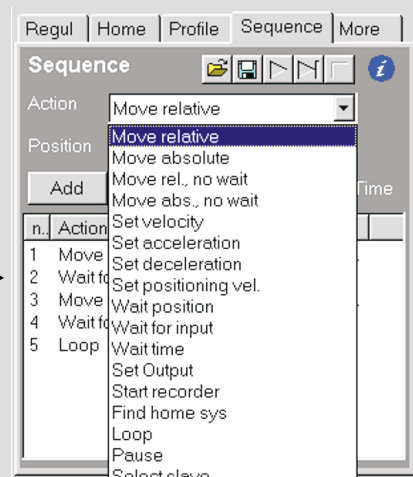 Regul Home Profile Sequence More
Sequence
Action Move relative
Position Move relative
Move absolute
Move rel., no wait
Add Time
Move abs., no wait
n.. Action Set velocity
Set acceleration
1 Move
Set deceleration
2 Wait fo
Set positioning vel.
3 Move
Wait position
4 Wait fo
Wait for input
5 Loop
Wait time
Set Output
Start recorder
Find home sys
Loop
Pause
Select slave